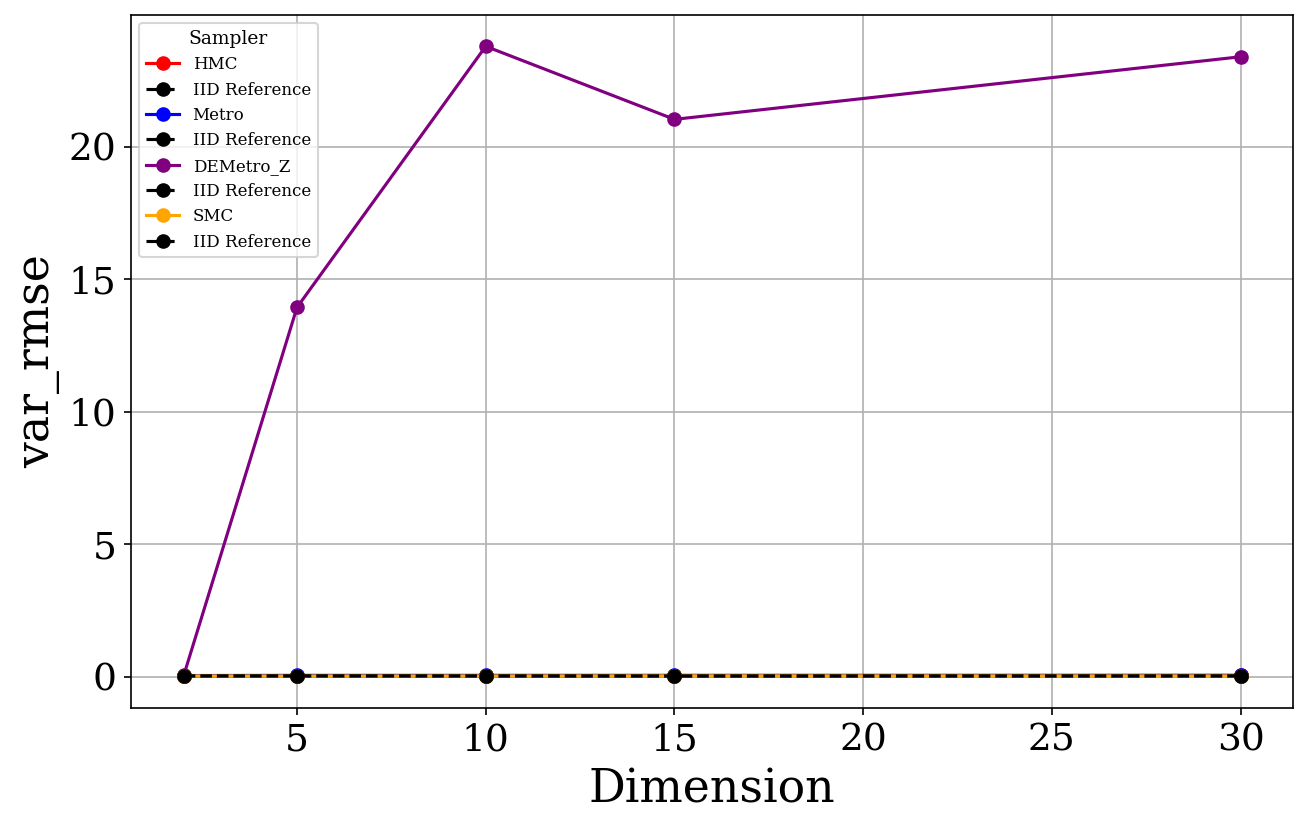 Sampler
HMC
IID Reference
Metro
IID Reference
DEMetro_Z
IID Reference
SMC
IID Reference
var_rmse
20
15
10
5
0
5
10
15
20
25
30
Dimension